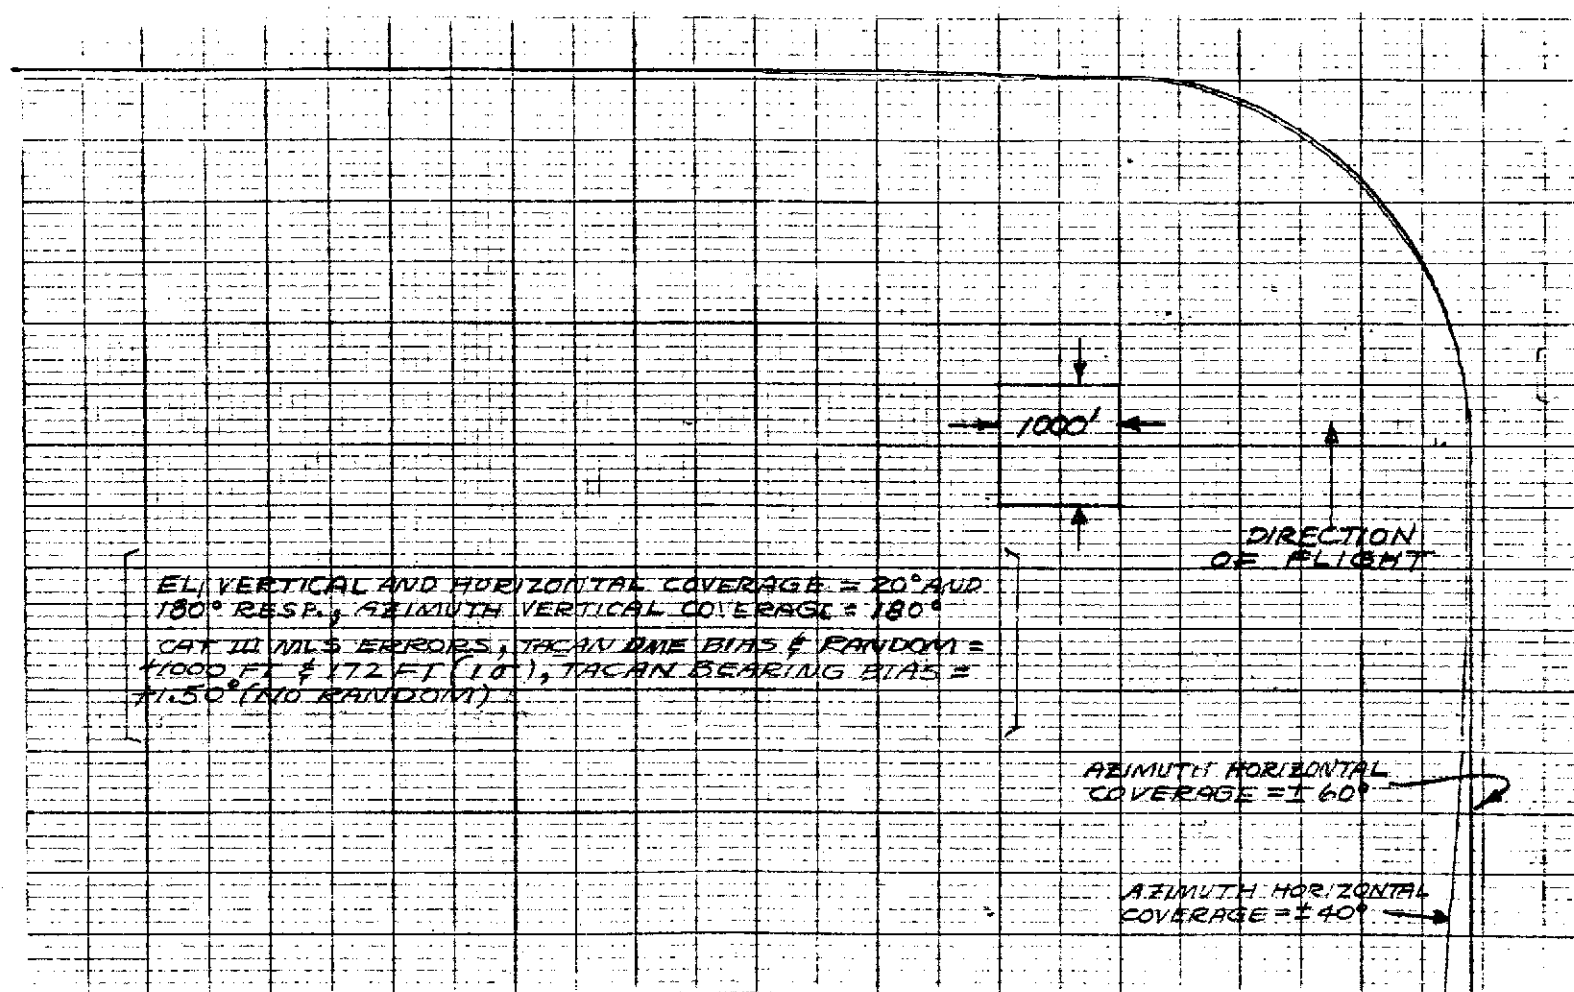 1000'
DIRECTION
OF FLIGHT
EL, VERTICAL AND HORIZONTAL COVERAGE = 20° AND
180° RESP., AZIMUTH VERTICAL COVERAGE = 180°
CAT III MLS ERRORS, TACAN DME BIAS & RANDOM =
+1000 FT & 172 FT (1σ), TACAN BEARING BIAS =
+1.50° (NO RANDOM)
AZIMUTH HORIZONTAL
COVERAGE = ± 60°
AZIMUTH HORIZONTAL
COVERAGE = ± 40°